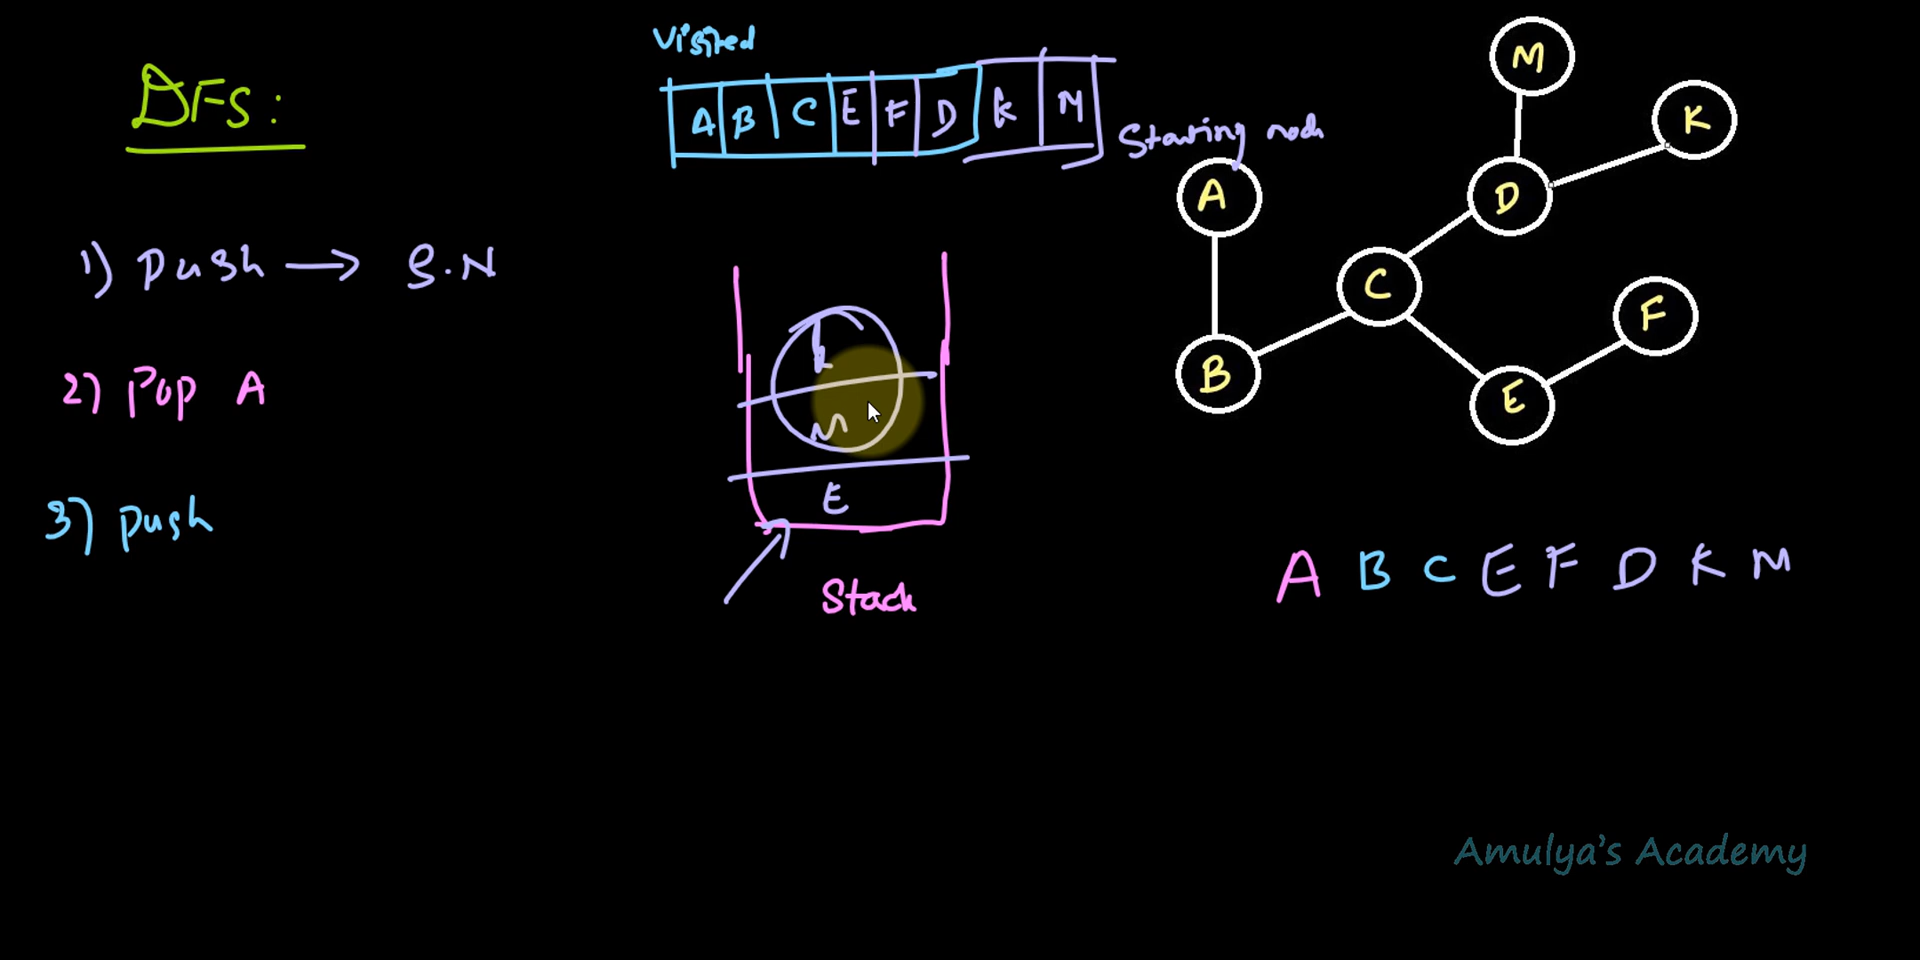 DFS:
1) Push → S.N
2) Pop A
3) Push
Visited
A B C E F D K M
Starting node
K
M
E
Stack
M
K
A
D
C
F
B
E
A B C E F D K M
Amulya's Academy